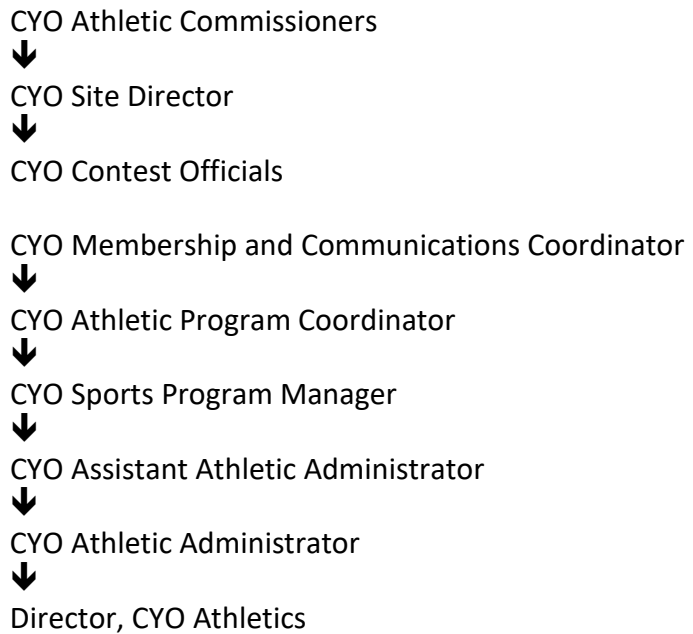 CYO Athletic Commissioners
🡫
CYO Site Director
🡫
CYO Contest Officials
CYO Membership and Communications Coordinator
🡫
CYO Athletic Program Coordinator
🡫
CYO Sports Program Manager
🡫
CYO Assistant Athletic Administrator
🡫
CYO Athletic Administrator
🡫
Director, CYO Athletics